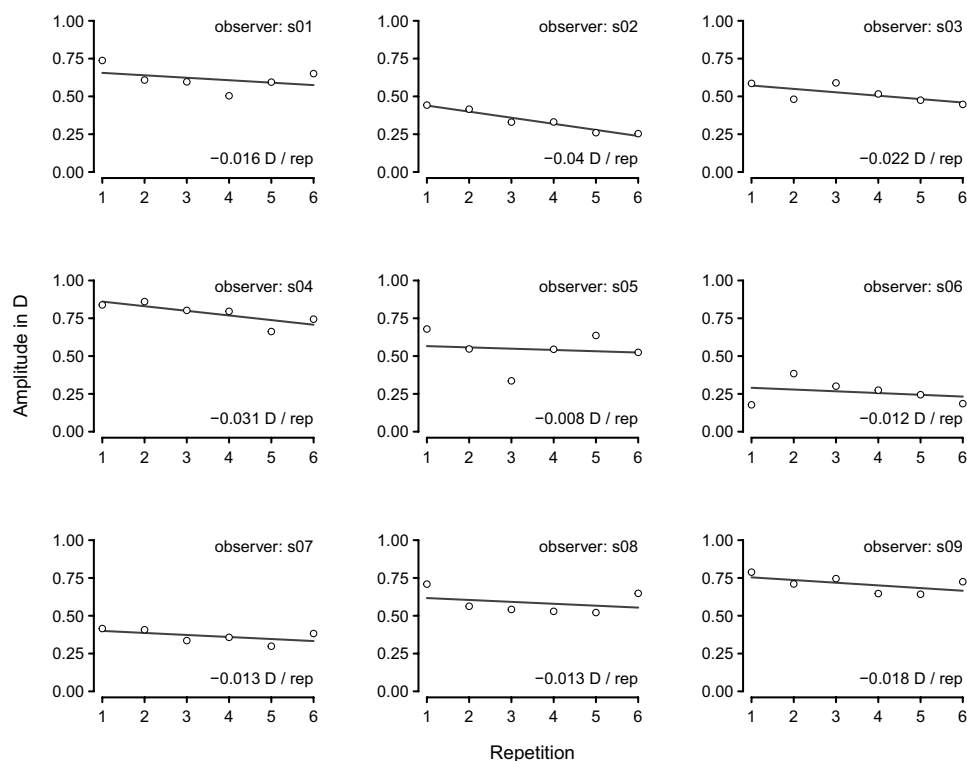 observer: s01
1.00
0.75
0.50
0.25
0.00
−0.016 D / rep
1 2 3 4 5 6
observer: s02
1.00
0.75
0.50
0.25
0.00
−0.04 D / rep
1 2 3 4 5 6
observer: s03
1.00
0.75
0.50
0.25
0.00
−0.022 D / rep
1 2 3 4 5 6
Amplitude in D
observer: s04
1.00
0.75
0.50
0.25
0.00
−0.031 D / rep
1 2 3 4 5 6
observer: s05
1.00
0.75
0.50
0.25
0.00
−0.008 D / rep
1 2 3 4 5 6
observer: s06
1.00
0.75
0.50
0.25
0.00
−0.012 D / rep
1 2 3 4 5 6
observer: s07
1.00
0.75
0.50
0.25
0.00
−0.013 D / rep
1 2 3 4 5 6
observer: s08
1.00
0.75
0.50
0.25
0.00
−0.013 D / rep
1 2 3 4 5 6
observer: s09
1.00
0.75
0.50
0.25
0.00
−0.018 D / rep
1 2 3 4 5 6
Repetition